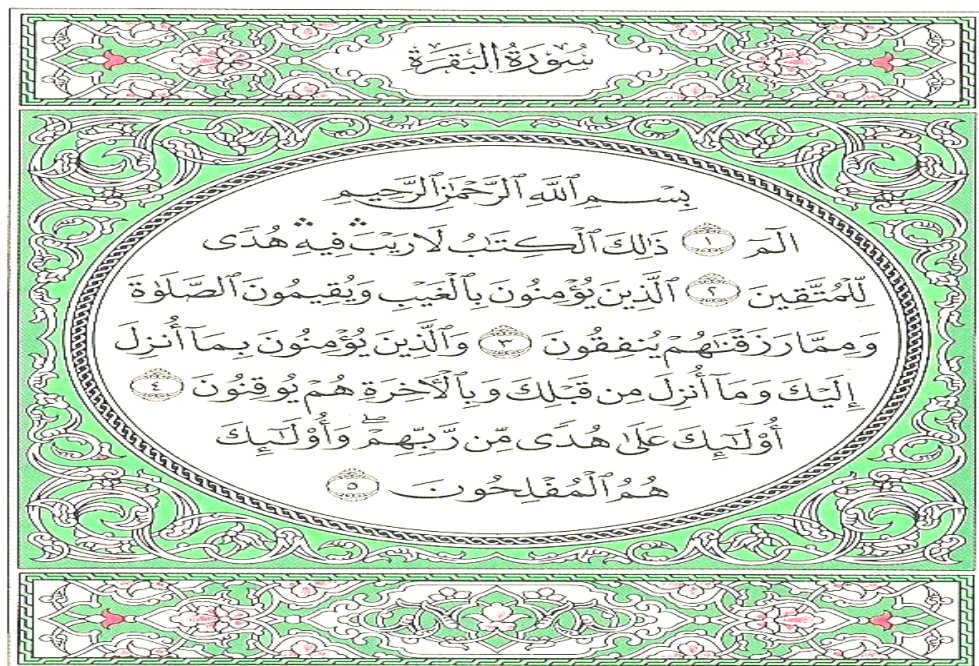 سُورَةُ البَقَرَةِ
بِسْمِ ٱللَّهِ ٱلرَّحْمَٰنِ ٱلرَّحِيمِ
الٓمٓ ١ ذَٰلِكَ ٱلْكِتَٰبُ لَا رَيْبَ ۛ فِيهِ ۛ هُدًى
لِّلْمُتَّقِينَ ٢ ٱلَّذِينَ يُؤْمِنُونَ بِٱلْغَيْبِ وَيُقِيمُونَ ٱلصَّلَوٰةَ
وَمِمَّا رَزَقْنَٰهُمْ يُنفِقُونَ ٣ وَٱلَّذِينَ يُؤْمِنُونَ بِمَآ أُنزِلَ
إِلَيْكَ وَمَآ أُنزِلَ مِن قَبْلِكَ وَبِٱلْءَاخِرَةِ هُمْ يُوقِنُونَ ٤
أُو۟لَٰٓئِكَ عَلَىٰ هُدًى مِّن رَّبِّهِمْ ۖ وَأُو۟لَٰٓئِكَ
هُمُ ٱلْمُفْلِحُونَ ٥